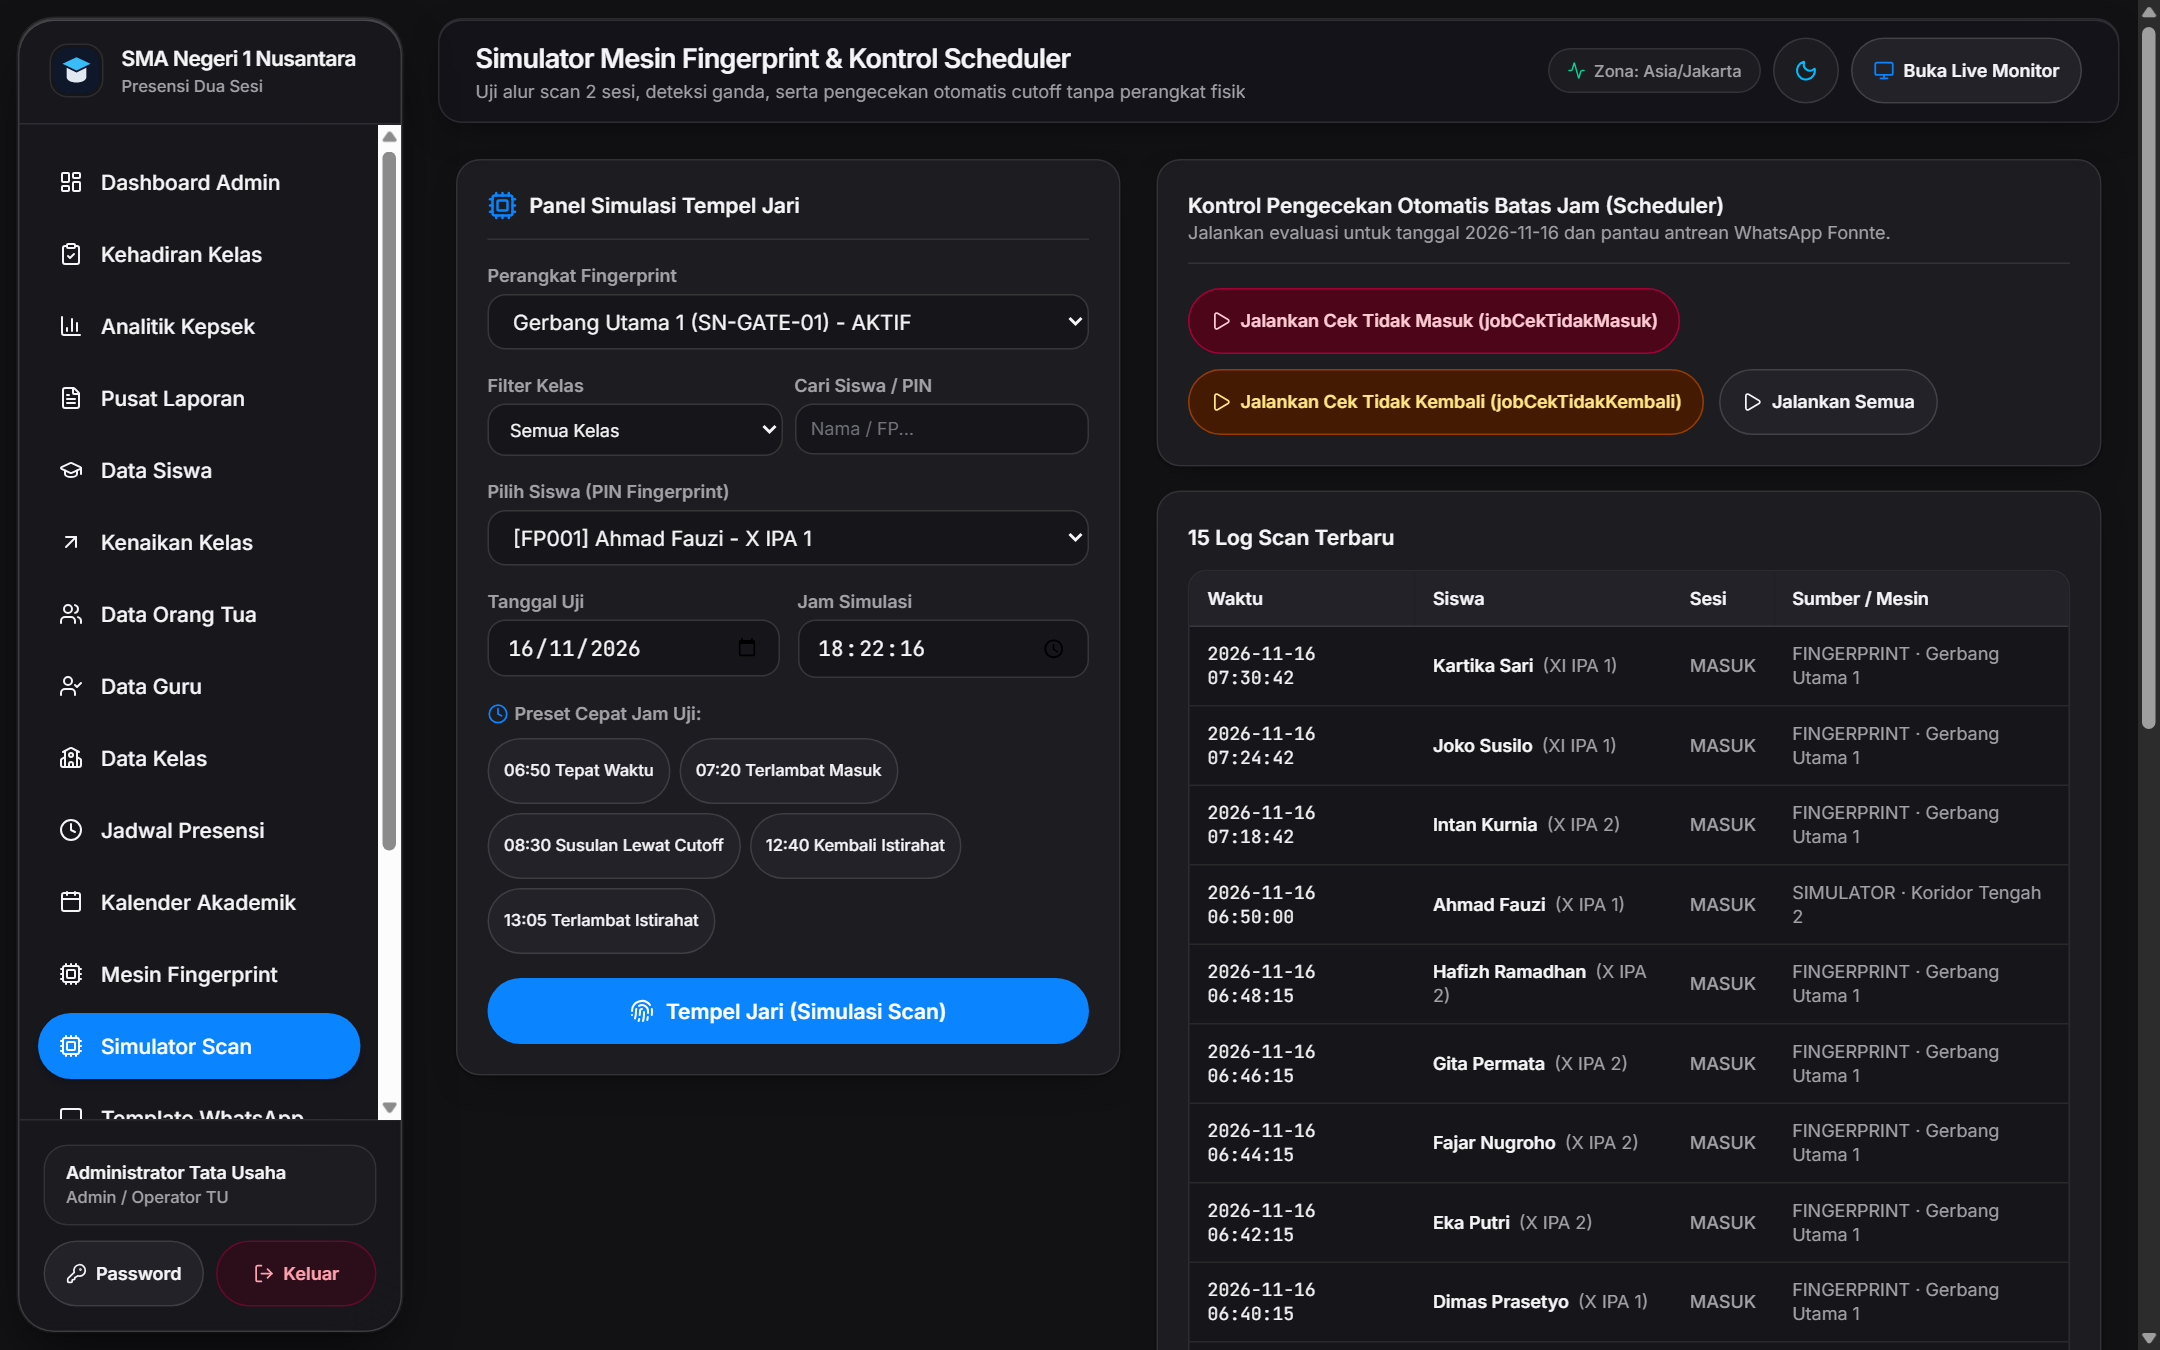 SMA Negeri 1 Nusantara
Presensi Dua Sesi
Dashboard Admin
Kehadiran Kelas
Analitik Kepsek
Pusat Laporan
Data Siswa
Kenaikan Kelas
Data Orang Tua
Data Guru
Data Kelas
Jadwal Presensi
Kalender Akademik
Mesin Fingerprint
Simulator Scan
Template WhatsApp
Administrator Tata Usaha
Admin / Operator TU
Password
Keluar
Simulator Mesin Fingerprint & Kontrol Scheduler
Uji alur scan 2 sesi, deteksi ganda, serta pengecekan otomatis cutoff tanpa perangkat fisik
Zona: Asia/Jakarta
Buka Live Monitor
Panel Simulasi Tempel Jari
Perangkat Fingerprint
Gerbang Utama 1 (SN-GATE-01) - AKTIF
Filter Kelas
Cari Siswa / PIN
Semua Kelas
Nama / FP...
Pilih Siswa (PIN Fingerprint)
[FP001] Ahmad Fauzi - X IPA 1
Tanggal Uji
Jam Simulasi
16/11/2026
18:22:16
Preset Cepat Jam Uji:
06:50 Tepat Waktu
07:20 Terlambat Masuk
08:30 Susulan Lewat Cutoff
12:40 Kembali Istirahat
13:05 Terlambat Istirahat
Tempel Jari (Simulasi Scan)
Kontrol Pengecekan Otomatis Batas Jam (Scheduler)
Jalankan evaluasi untuk tanggal 2026-11-16 dan pantau antrean WhatsApp Fonnte.
Jalankan Cek Tidak Masuk (jobCekTidakMasuk)
Jalankan Cek Tidak Kembali (jobCekTidakKembali)
Jalankan Semua
15 Log Scan Terbaru
Waktu Siswa Sesi Sumber / Mesin
2026-11-16
07:30:42
Kartika Sari (XI IPA 1)
MASUK
FINGERPRINT · Gerbang
Utama 1
2026-11-16
07:24:42
Joko Susilo (XI IPA 1)
MASUK
FINGERPRINT · Gerbang
Utama 1
2026-11-16
07:18:42
Intan Kurnia (X IPA 2)
MASUK
FINGERPRINT · Gerbang
Utama 1
2026-11-16
06:50:00
Ahmad Fauzi (X IPA 1)
MASUK
SIMULATOR · Koridor Tengah
2
2026-11-16
06:48:15
Hafizh Ramadhan (X IPA
2)
MASUK
FINGERPRINT · Gerbang
Utama 1
2026-11-16
06:46:15
Gita Permata (X IPA 2)
MASUK
FINGERPRINT · Gerbang
Utama 1
2026-11-16
06:44:15
Fajar Nugroho (X IPA 2)
MASUK
FINGERPRINT · Gerbang
Utama 1
2026-11-16
06:42:15
Eka Putri (X IPA 2)
MASUK
FINGERPRINT · Gerbang
Utama 1
2026-11-16
06:40:15
Dimas Prasetyo (X IPA 1)
MASUK
FINGERPRINT · Gerbang
Utama 1